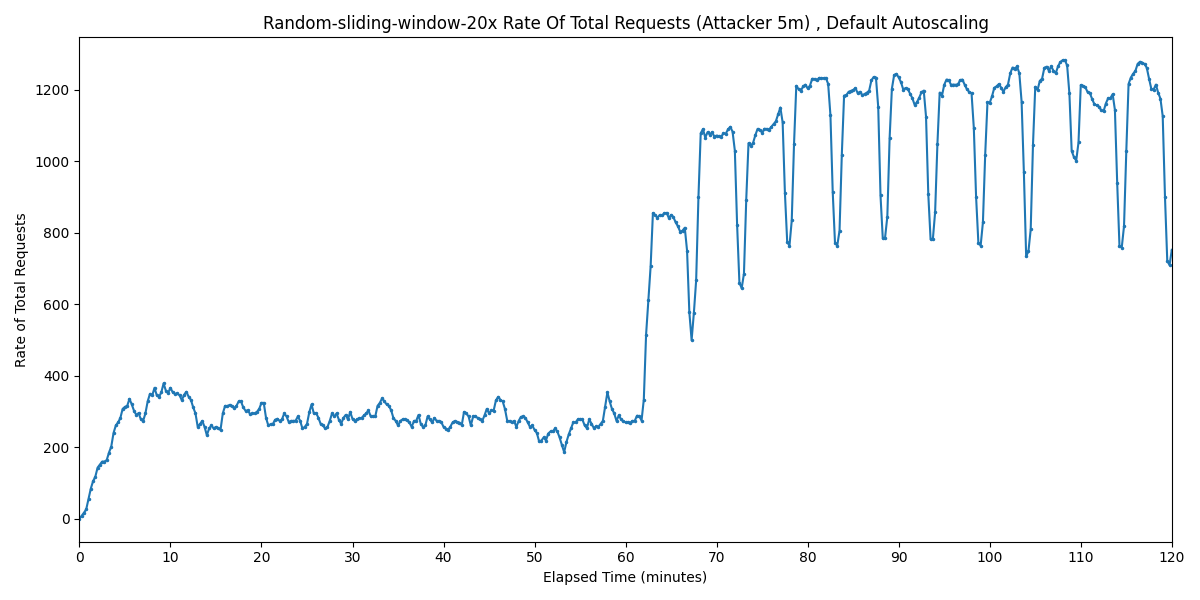 Random-sliding-window-20x Rate Of Total Requests (Attacker 5m) , Default Autoscaling
Rate of Total Requests
1200
1000
800
600
400
200
0
0 10 20 30 40 50 60 70 80 90 100 110 120
Elapsed Time (minutes)